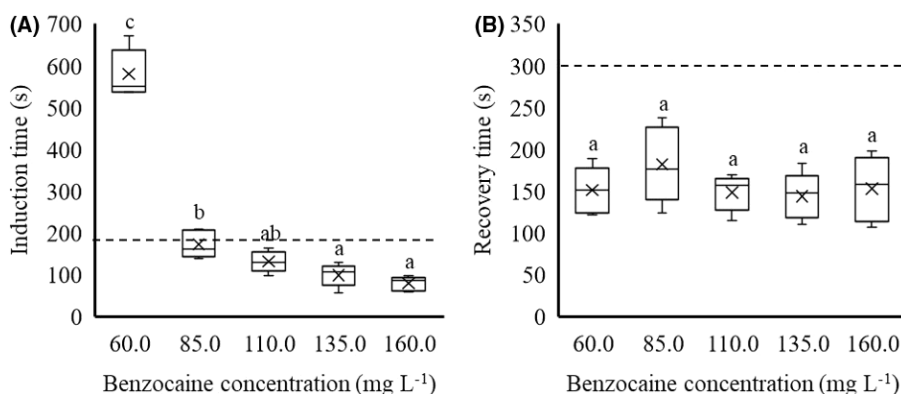 (A)
Induction time (s)
700
600
500
400
300
200
100
0
c
b
ab
a
a
60.0 85.0 110.0 135.0 160.0
Benzocaine concentration (mg L⁻¹)
(B)
Recovery time (s)
350
300
250
200
150
100
50
0
a
a
a
a
a
60.0 85.0 110.0 135.0 160.0
Benzocaine concentration (mg L⁻¹)